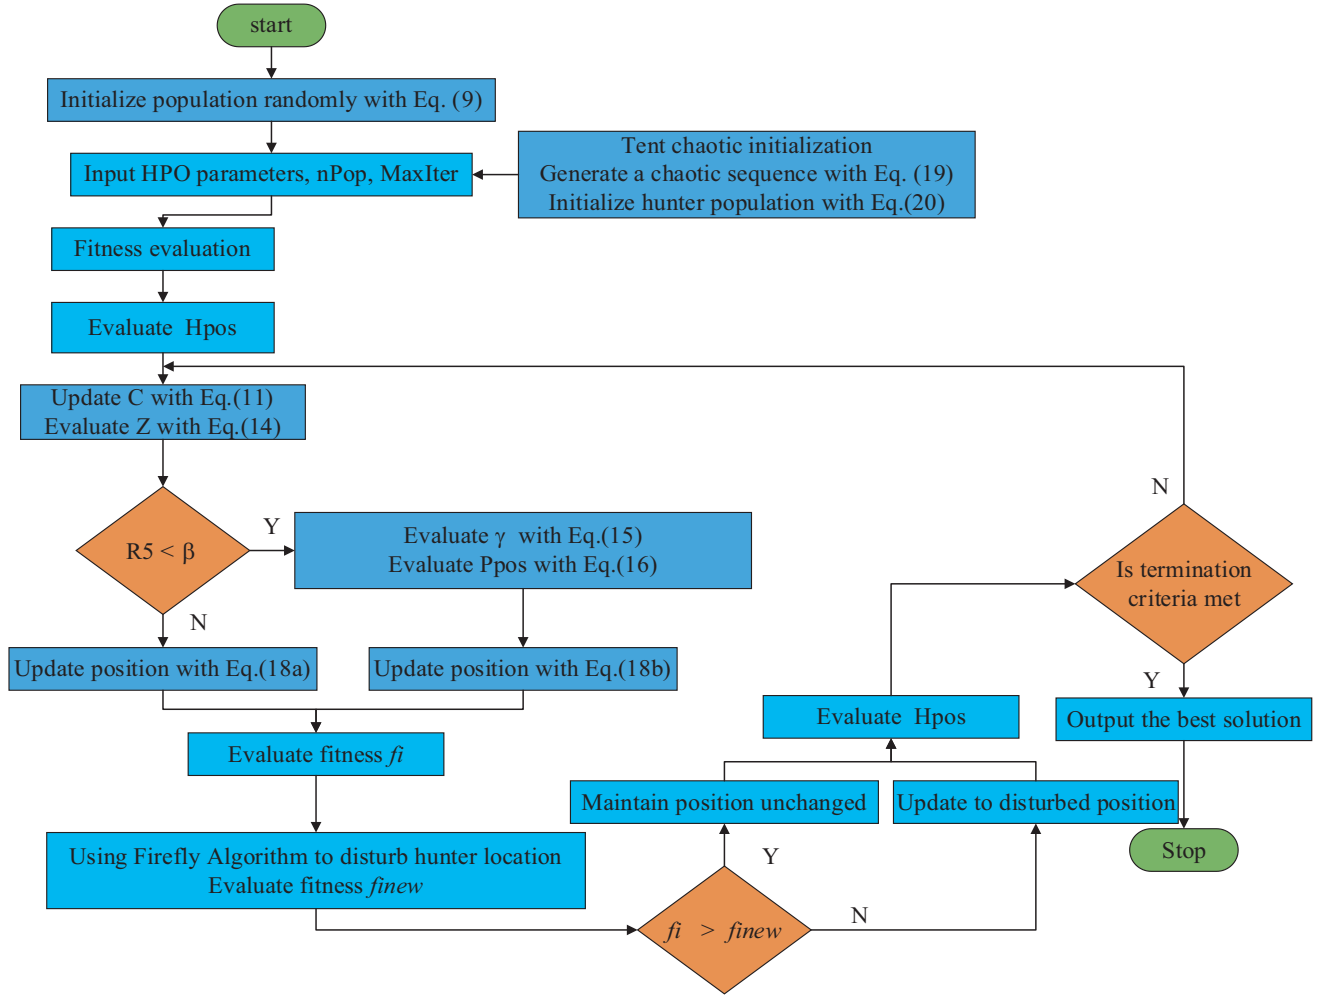 start
Initialize population randomly with Eq. (9)
Tent chaotic initialization
Generate a chaotic sequence with Eq. (19)
Initialize hunter population with Eq.(20)
Input HPO parameters, nPop, MaxIter
Fitness evaluation
Evaluate Hpos
Update C with Eq.(11)
Evaluate Z with Eq.(14)
R5 < β
Y
Evaluate γ with Eq.(15)
Evaluate Ppos with Eq.(16)
N
Update position with Eq.(18a)
Update position with Eq.(18b)
Evaluate fitness fi
Using Firefly Algorithm to disturb hunter location
Evaluate fitness finew
fi > finew
Y
N
Maintain position unchanged
Update to disturbed position
Evaluate Hpos
Is termination
criteria met
N
Y
Output the best solution
Stop